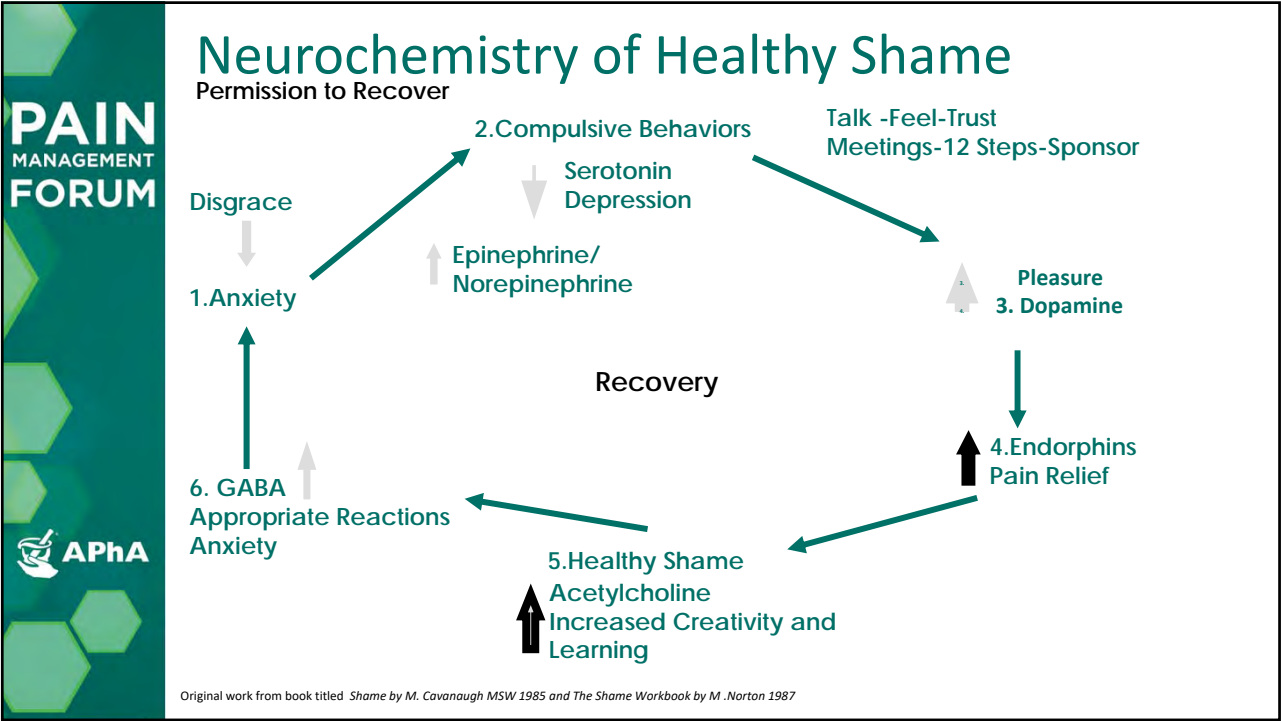 Neurochemistry of Healthy Shame
Permission to Recover
PAIN
MANAGEMENT
FORUM
2.Compulsive Behaviors
Talk -Feel-Trust
Meetings-12 Steps-Sponsor
Serotonin
Depression
Disgrace
Epinephrine/
Norepinephrine
1.Anxiety
Pleasure
3. Dopamine
Recovery
4.Endorphins
Pain Relief
6. GABA
Appropriate Reactions
Anxiety
5.Healthy Shame
Acetylcholine
Increased Creativity and
Learning
APhA
Original work from book titled Shame by M. Cavanaugh MSW 1985 and The Shame Workbook by M .Norton 1987